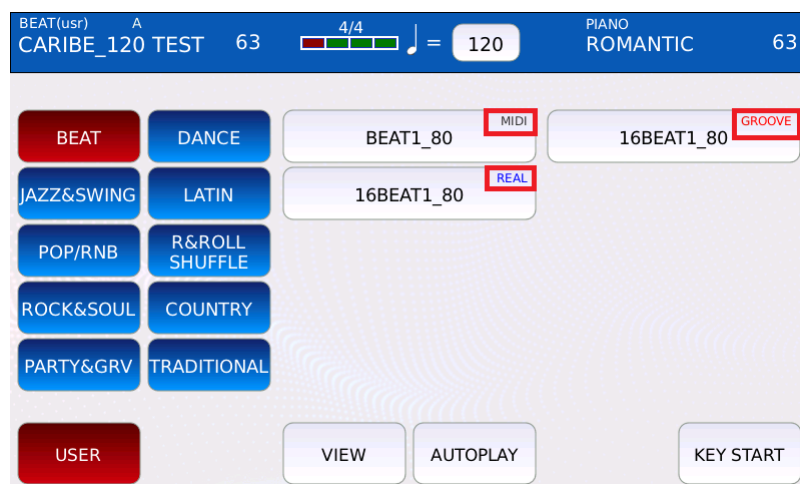 BEAT(usr) A 4/4 PIANO
CARIBE_120 TEST 63 = 120 ROMANTIC 63
BEAT DANCE BEAT1_80 MIDI 16BEAT1_80 GROOVE
JAZZ&SWING LATIN 16BEAT1_80 REAL
POP/RNB R&ROLL
SHUFFLE
ROCK&SOUL COUNTRY
PARTY&GRV TRADITIONAL
USER VIEW AUTOPLAY KEY START